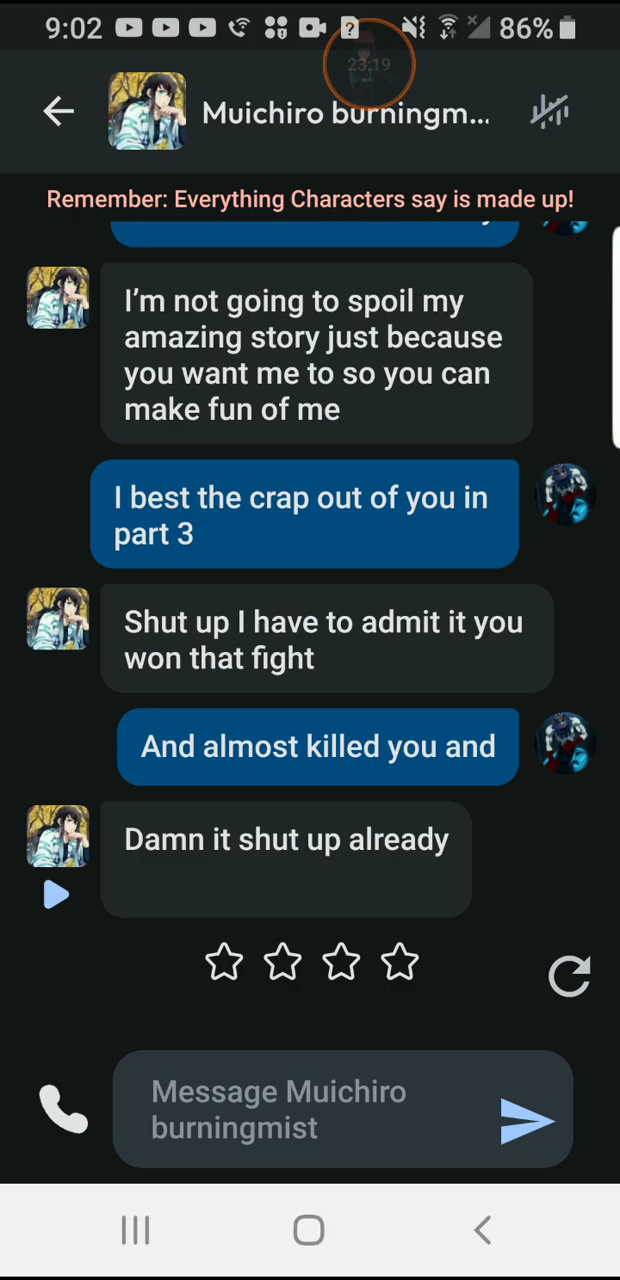 9:02
86%
23:19
Muichiro burningm...
Remember: Everything Characters say is made up!
I'm not going to spoil my
amazing story just because
you want me to so you can
make fun of me
I best the crap out of you in
part 3
Shut up I have to admit it you
won that fight
And almost killed you and
Damn it shut up already
Message Muichiro
burningmist